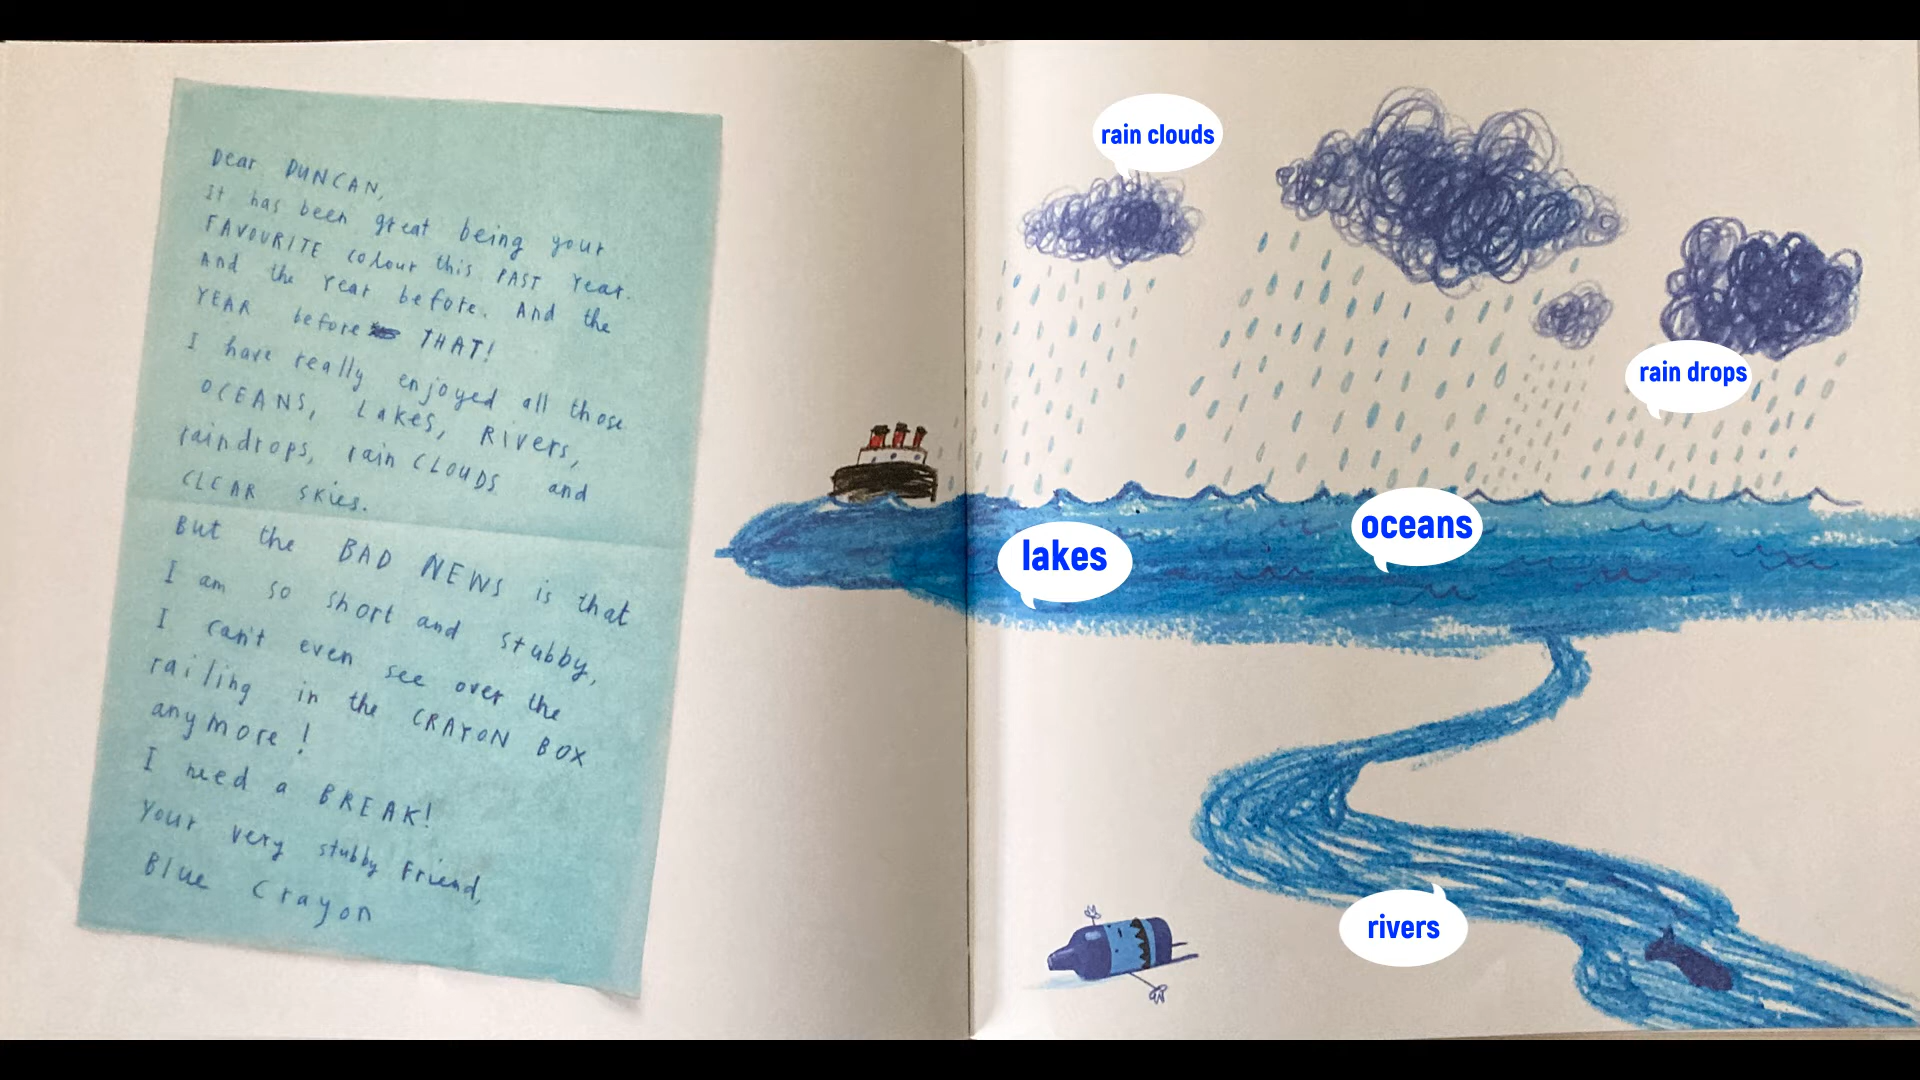 Dear DUNCAN,
It has been great being your
FAVOURITE colour this PAST Year.
And the Year before. And the
YEAR before THAT!
I have really enjoyed all those
OCEANS, Lakes, Rivers,
raindrops, rain CLOUDS and
CLEAR skies.
But the BAD NEWS is that
I am so short and stubby,
I can't even see over the
railing in the CRAYON BOX
anymore!
I need a BREAK!
Your very stubby Friend,
Blue Crayon
rain clouds
rain drops
oceans
lakes
rivers